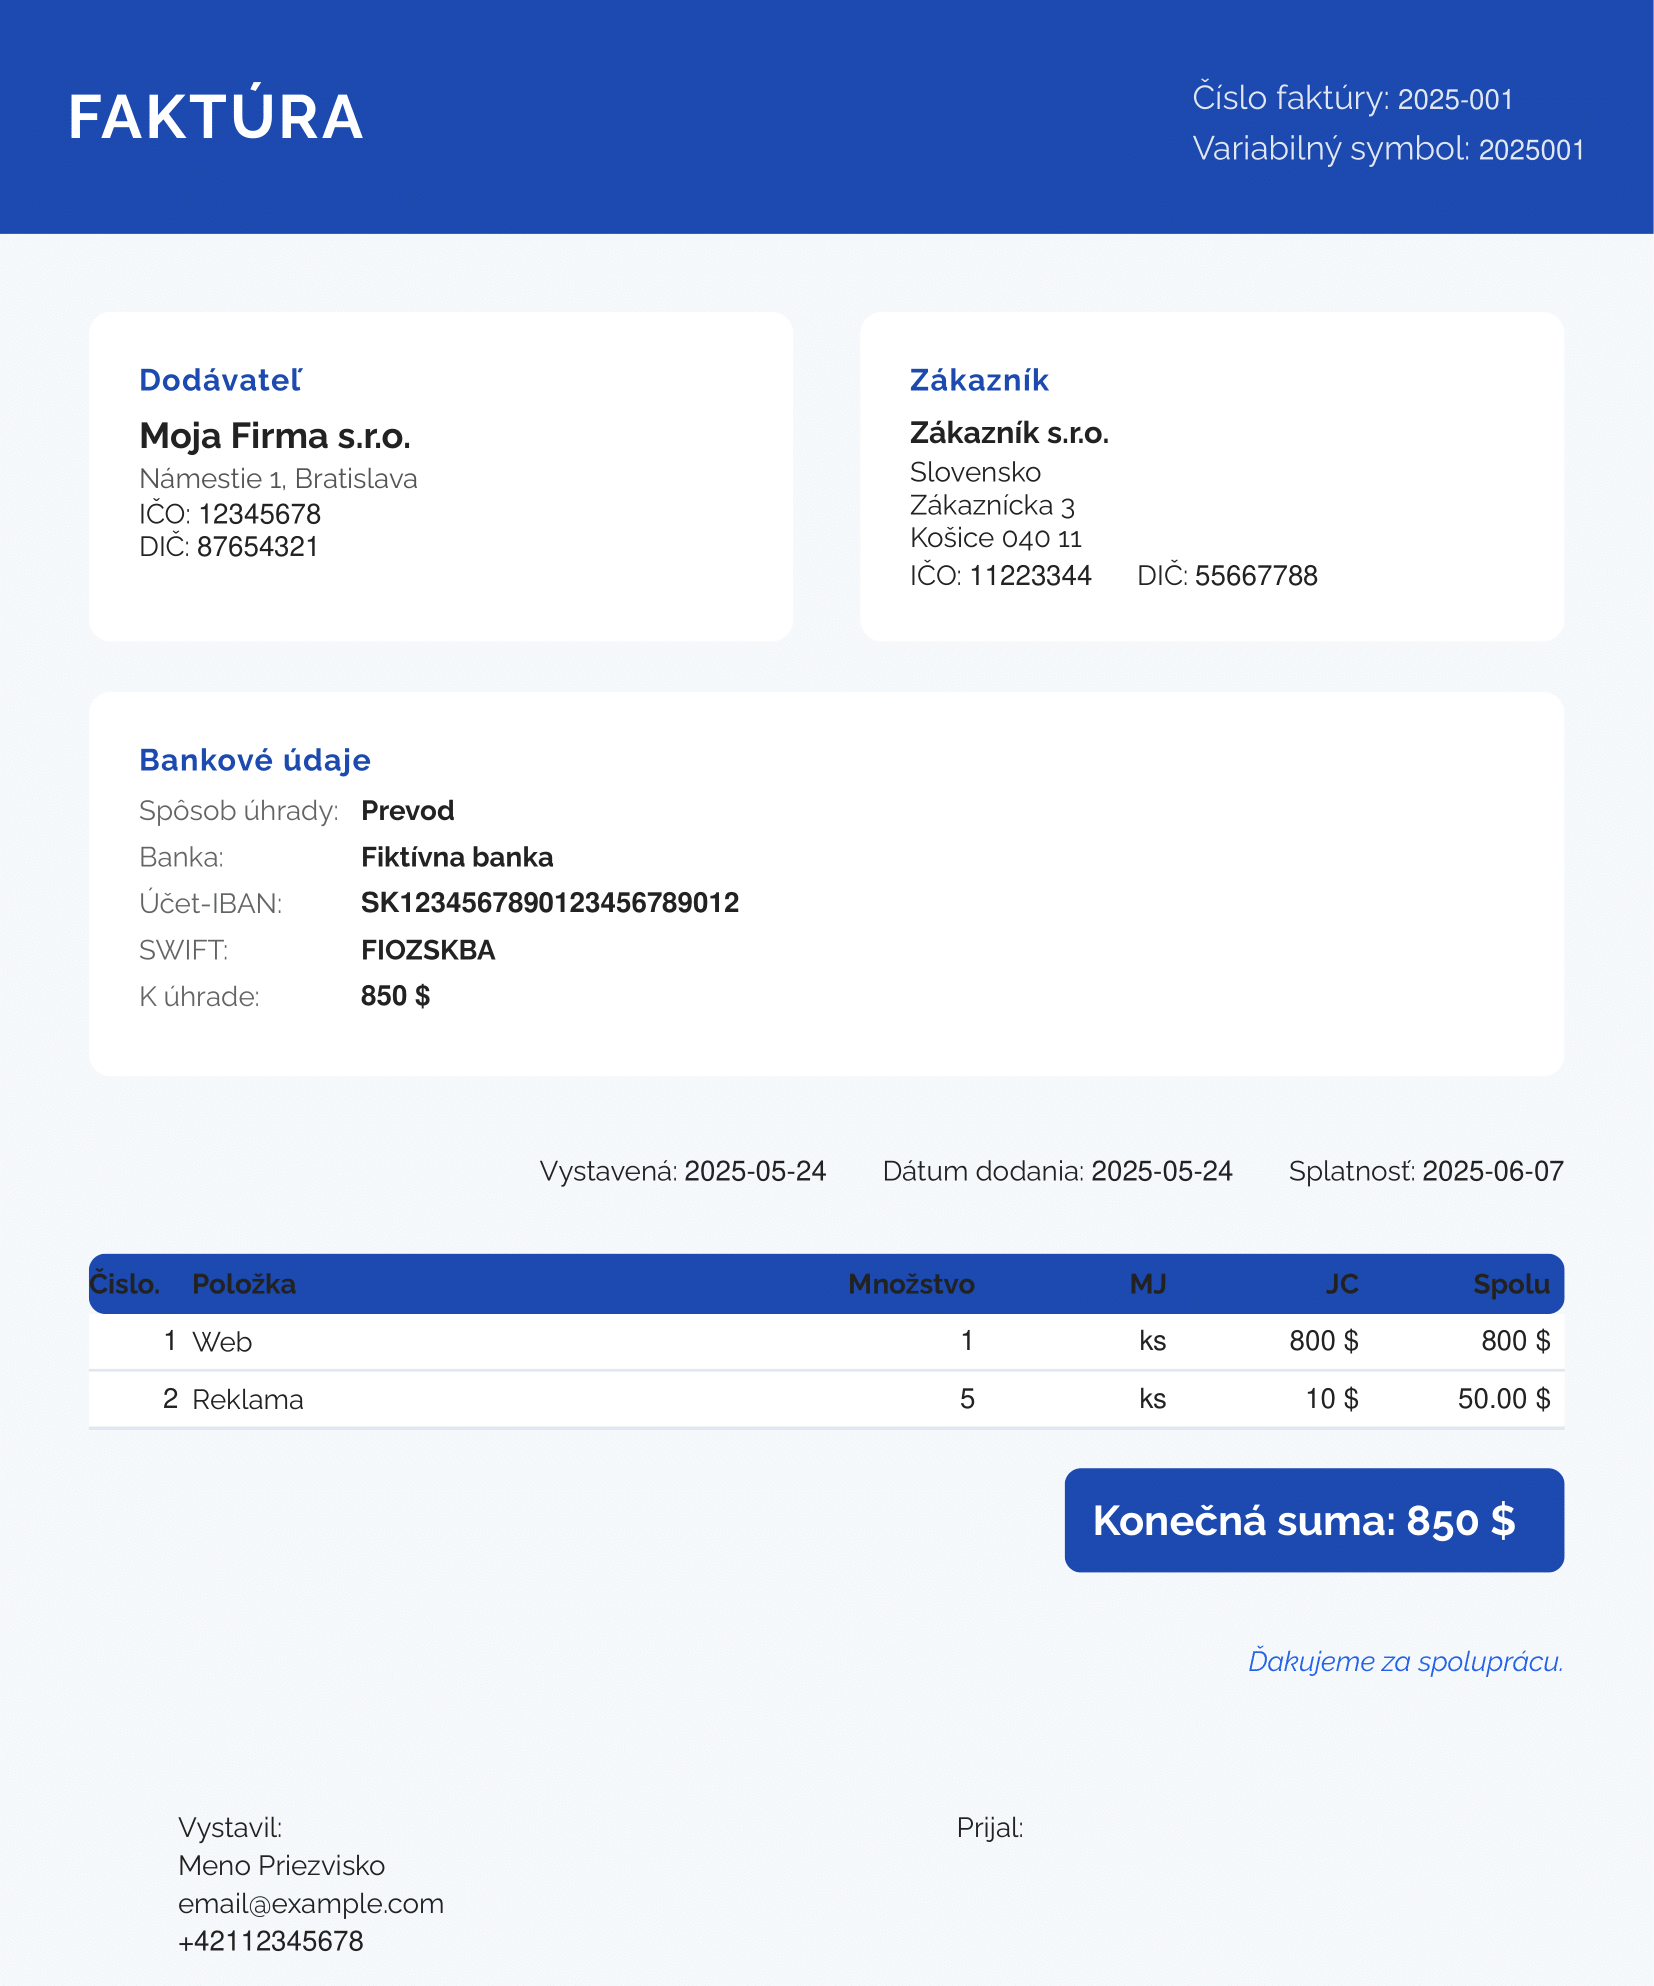 FAKTÚRA
Číslo faktúry: 2025-001
Variabilný symbol: 2025001
Dodávateľ
Moja Firma s.r.o.
Námestie 1, Bratislava
IČO: 12345678
DIČ: 87654321
Zákazník
Zákazník s.r.o.
Slovensko
Zákaznícka 3
Košice 040 11
IČO: 11223344 DIČ: 55667788
Bankové údaje
Spôsob úhrady: Prevod
Banka: Fiktívna banka
Účet-IBAN: SK1234567890123456789012
SWIFT: FIOZSKBA
K úhrade: 850 $
Vystavená: 2025-05-24 Dátum dodania: 2025-05-24 Splatnosť: 2025-06-07
Čislo. Položka Množstvo MJ JC Spolu
1 Web 1 ks 800 $ 800 $
2 Reklama 5 ks 10 $ 50.00 $
Konečná suma: 850 $
Ďakujeme za spoluprácu.
Vystavil:
Meno Priezvisko
email@example.com
+42112345678
Prijal: